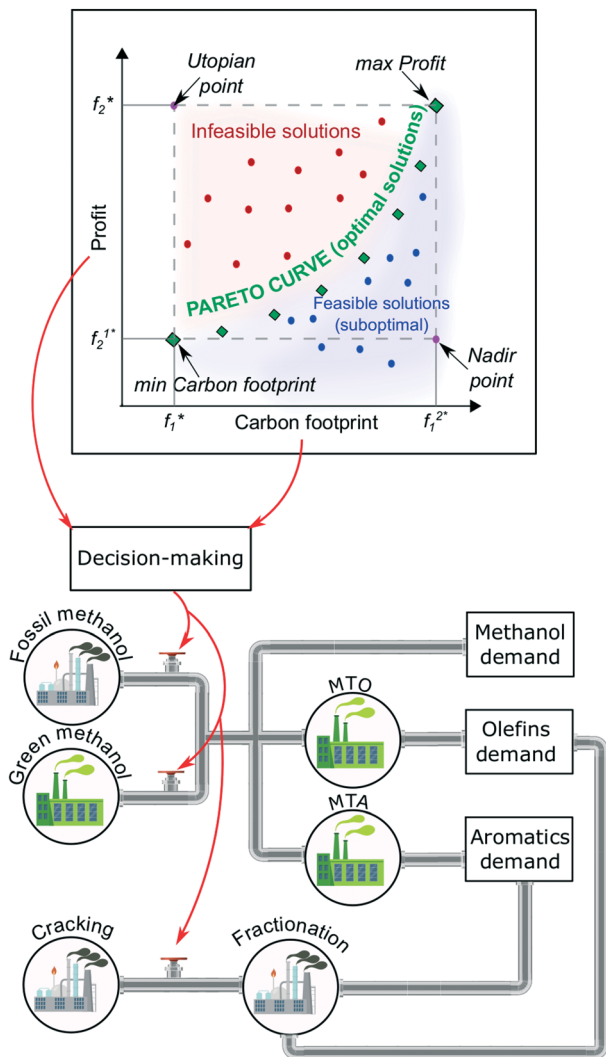 Utopian
point
max Profit
f₂*
Infeasible solutions
PARETO CURVE (optimal solutions)
Profit
Feasible solutions
(suboptimal)
f₂¹*
min Carbon footprint
Nadir
point
f₁*
Carbon footprint
f₁²*
Decision-making
Fossil methanol
Methanol
demand
MTO
Green methanol
Olefins
demand
MTA
Aromatics
demand
Cracking
Fractionation